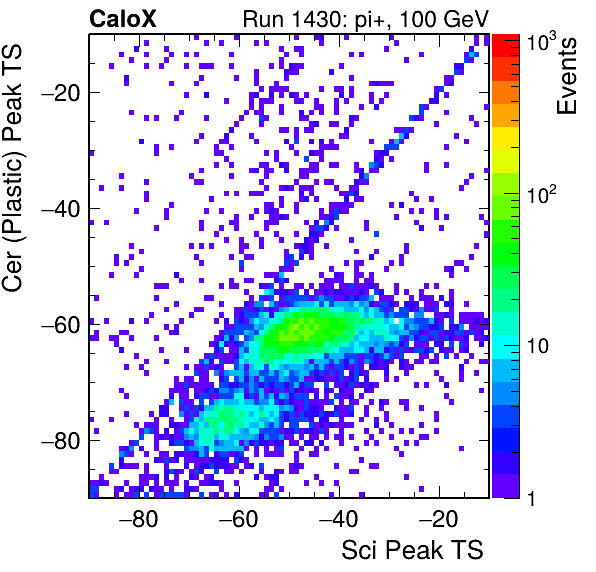 CaloX Run 1430: pi+, 100 GeV
Cer (Plastic) Peak TS
−20
−40
−60
−80
−80 −60 −40 −20
Sci Peak TS
10³
10²
10
1
Events